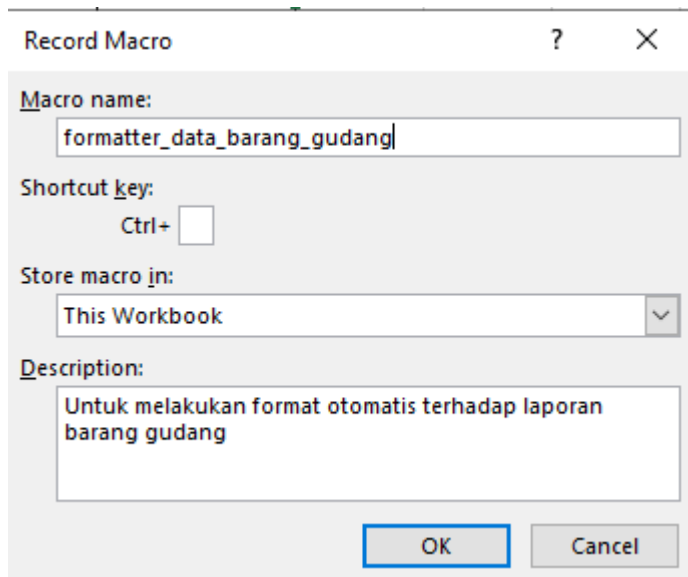 Record Macro ?
Macro name:
formatter_data_barang_gudang
Shortcut key:
Ctrl+
Store macro in:
This Workbook
Description:
Untuk melakukan format otomatis terhadap laporan
barang gudang
OK Cancel